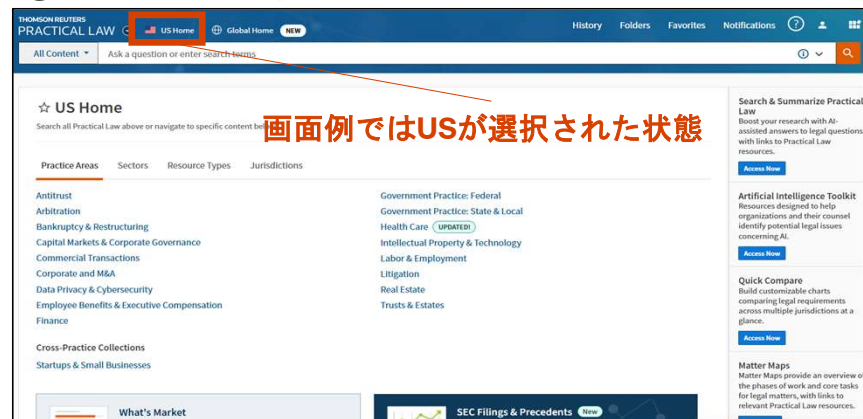 THOMSON REUTERS
PRACTICAL LAW US Home Global Home NEW History Folders Favorites Notifications
All Content Ask a question or enter search terms
US Home
Search all Practical Law above or navigate to specific content
画面例ではUSが選択された状態
Practice Areas Sectors Resource Types Jurisdictions
Antitrust
Arbitration
Bankruptcy & Restructuring
Capital Markets & Corporate Governance
Commercial Transactions
Corporate and M&A
Data Privacy & Cybersecurity
Employee Benefits & Executive Compensation
Finance
Government Practice: Federal
Government Practice: State & Local
Health Care UPDATED!
Intellectual Property & Technology
Labor & Employment
Litigation
Real Estate
Trusts & Estates
Cross-Practice Collections
Startups & Small Businesses
What's Market
SEC Filings & Precedents New
Search & Summarize Practical
Law
Boost your research with AI-
assisted answers to legal questions
with links to Practical Law
resources.
Access Now
Artificial Intelligence Toolkit
Resources designed to help
organizations and their counsel
identify potential legal issues
concerning AI.
Access Now
Quick Compare
Build customizable charts
comparing legal requirements
across multiple jurisdictions at a
glance.
Access Now
Matter Maps
Matter Maps provide an overview of
the phases of work and core tasks
for legal matters, with links to
relevant Practical Law resources.